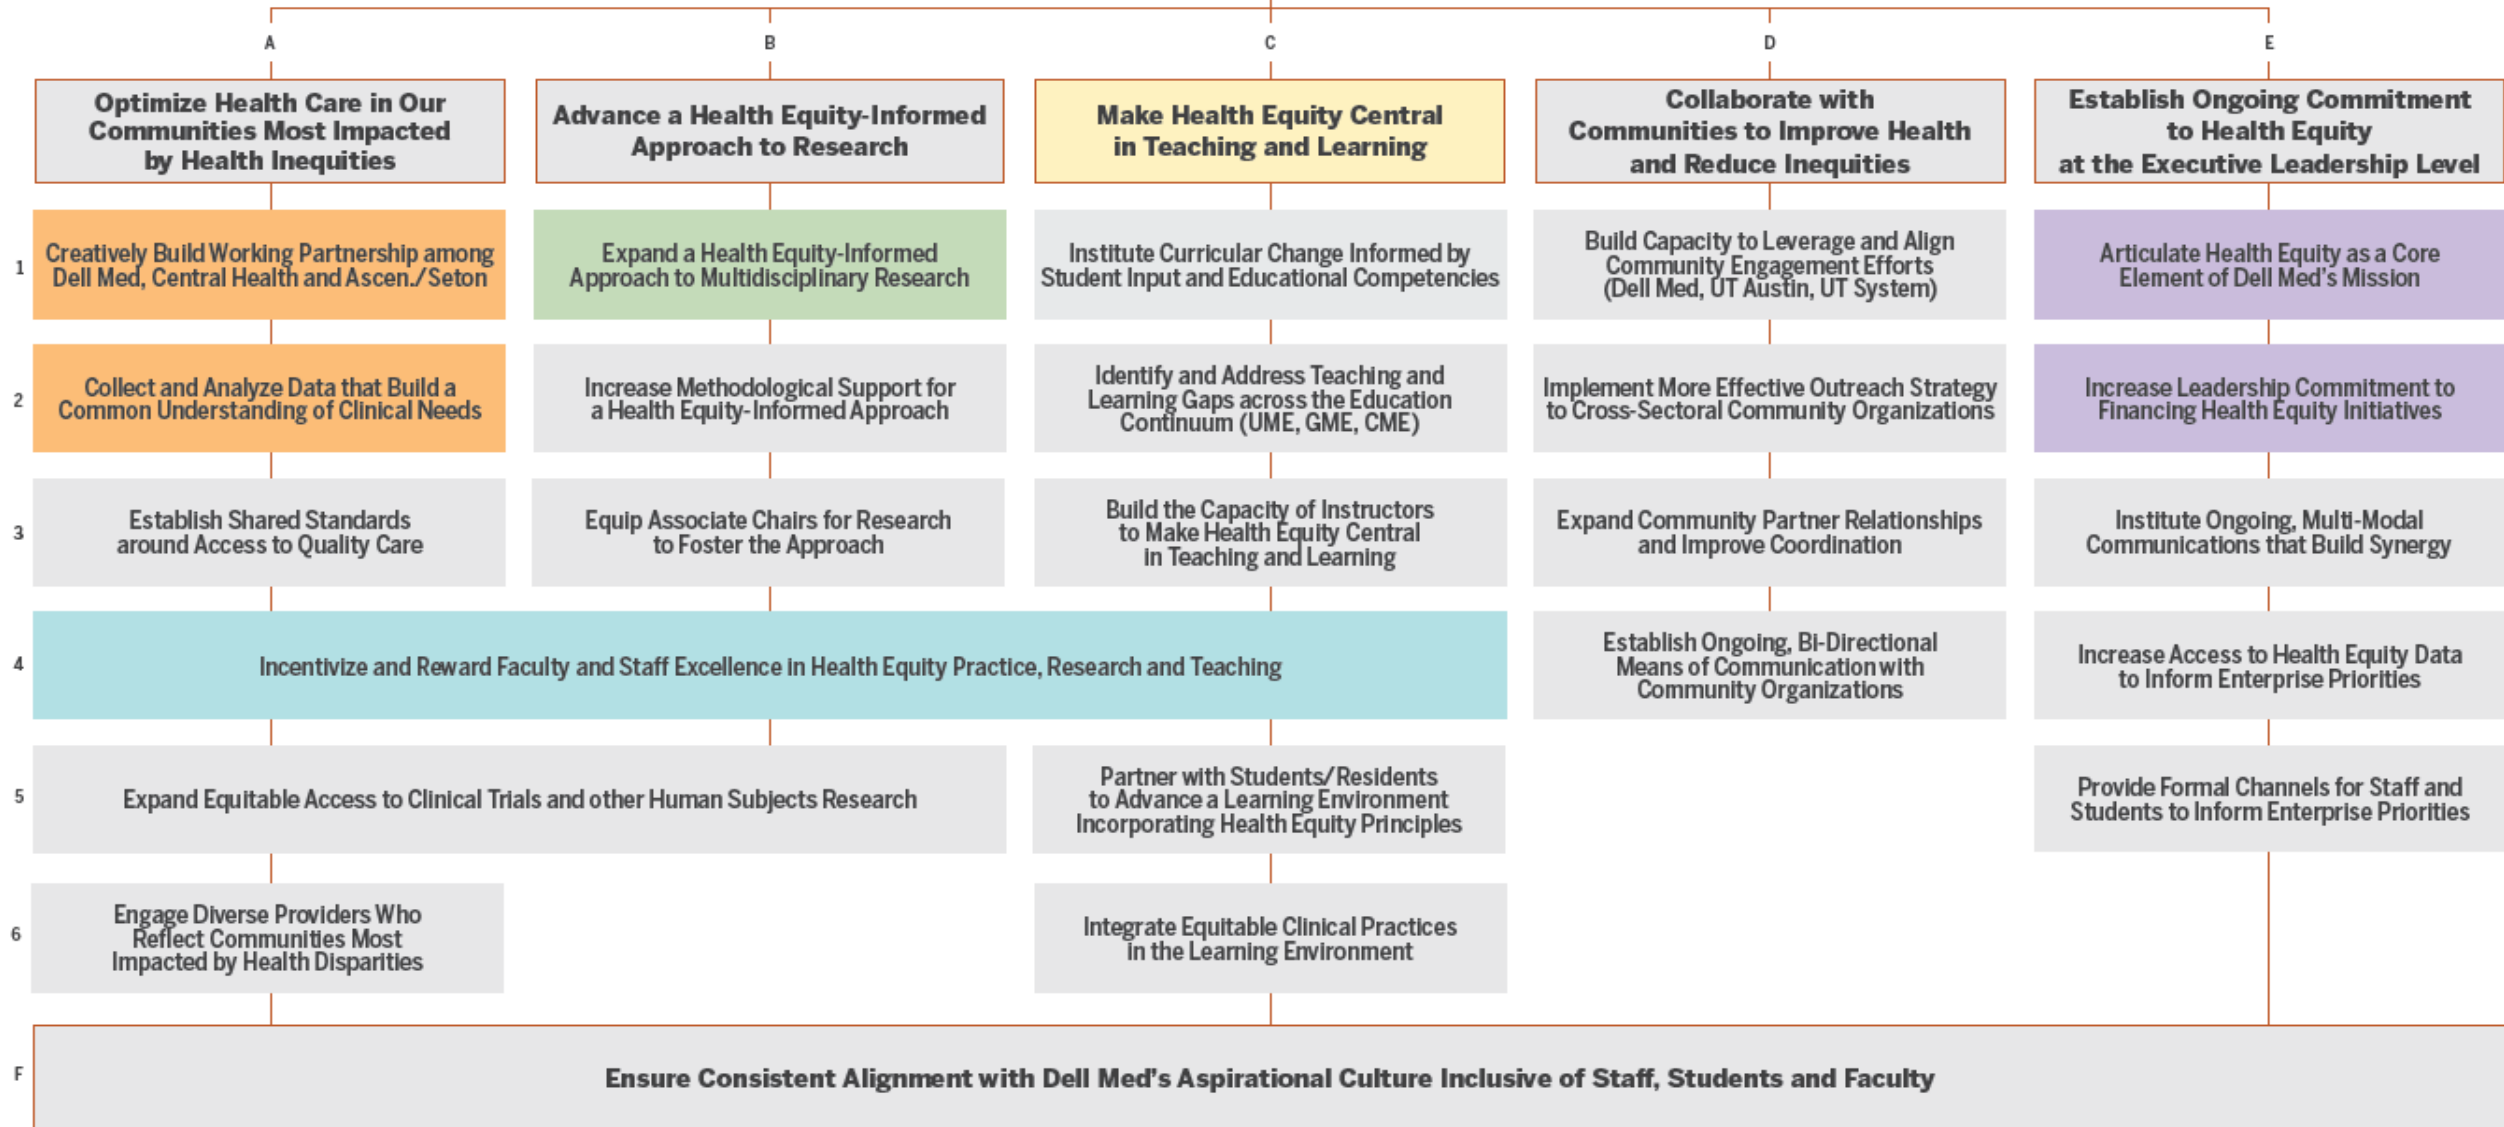 A
B
C
D
E
Optimize Health Care in Our
Communities Most Impacted
by Health Inequities
Advance a Health Equity-Informed
Approach to Research
Make Health Equity Central
in Teaching and Learning
Collaborate with
Communities to Improve Health
and Reduce Inequities
Establish Ongoing Commitment
to Health Equity
at the Executive Leadership Level
1
Creatively Build Working Partnership among
Dell Med, Central Health and Ascen./Seton
Expand a Health Equity-Informed
Approach to Multidisciplinary Research
Institute Curricular Change Informed by
Student Input and Educational Competencies
Build Capacity to Leverage and Align
Community Engagement Efforts
(Dell Med, UT Austin, UT System)
Articulate Health Equity as a Core
Element of Dell Med's Mission
2
Collect and Analyze Data that Build a
Common Understanding of Clinical Needs
Increase Methodological Support for
a Health Equity-Informed Approach
Identify and Address Teaching and
Learning Gaps across the Education
Continuum (UME, GME, CME)
Implement More Effective Outreach Strategy
to Cross-Sectoral Community Organizations
Increase Leadership Commitment to
Financing Health Equity Initiatives
3
Establish Shared Standards
around Access to Quality Care
Equip Associate Chairs for Research
to Foster the Approach
Build the Capacity of Instructors
to Make Health Equity Central
in Teaching and Learning
Expand Community Partner Relationships
and Improve Coordination
Institute Ongoing, Multi-Modal
Communications that Build Synergy
4
Incentivize and Reward Faculty and Staff Excellence in Health Equity Practice, Research and Teaching
Establish Ongoing, Bi-Directional
Means of Communication with
Community Organizations
Increase Access to Health Equity Data
to Inform Enterprise Priorities
5
Expand Equitable Access to Clinical Trials and other Human Subjects Research
Partner with Students/Residents
to Advance a Learning Environment
Incorporating Health Equity Principles
Provide Formal Channels for Staff and
Students to Inform Enterprise Priorities
6
Engage Diverse Providers Who
Reflect Communities Most
Impacted by Health Disparities
Integrate Equitable Clinical Practices
in the Learning Environment
F
Ensure Consistent Alignment with Dell Med's Aspirational Culture Inclusive of Staff, Students and Faculty